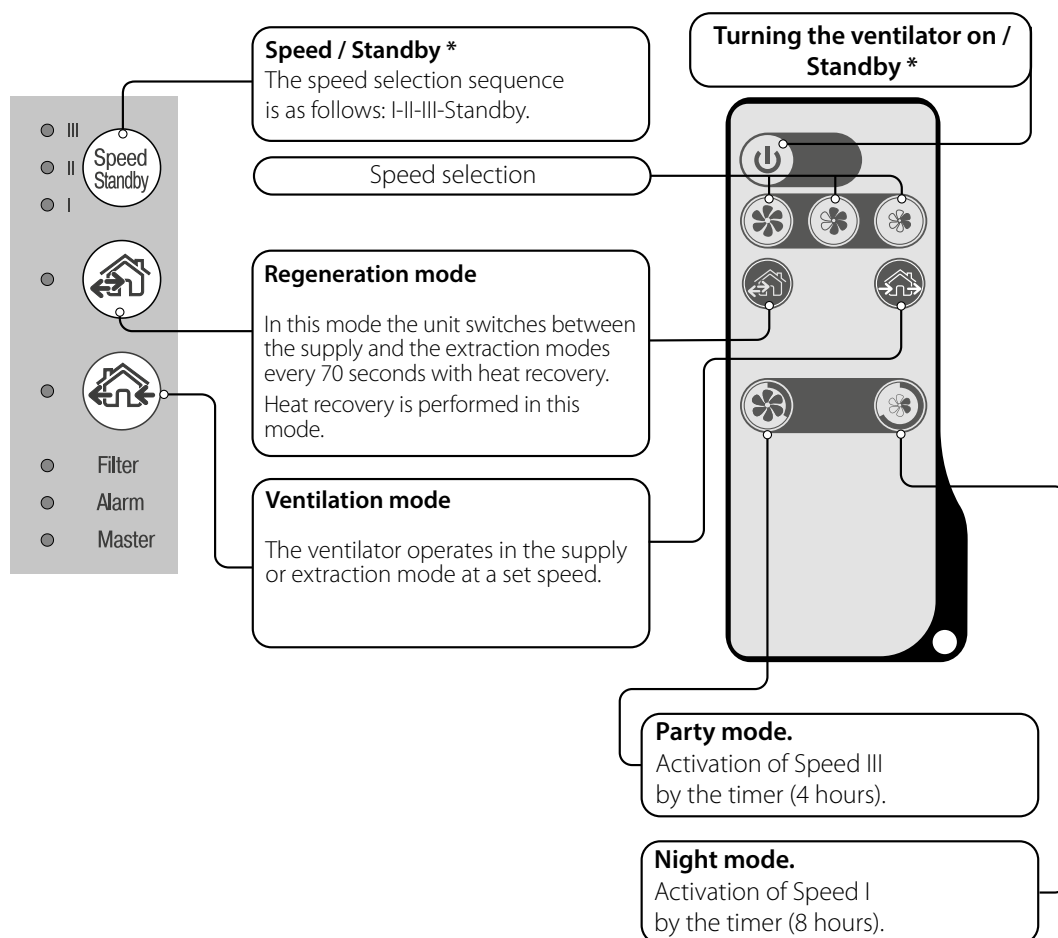 Speed / Standby *
The speed selection sequence
is as follows: I-II-III-Standby.
Turning the ventilator on /
Standby *
III
II
I
Speed
Standby
Speed selection
Regeneration mode
In this mode the unit switches between
the supply and the extraction modes
every 70 seconds with heat recovery.
Heat recovery is performed in this
mode.
Filter
Alarm
Master
Ventilation mode
The ventilator operates in the supply
or extraction mode at a set speed.
Party mode.
Activation of Speed III
by the timer (4 hours).
Night mode.
Activation of Speed I
by the timer (8 hours).